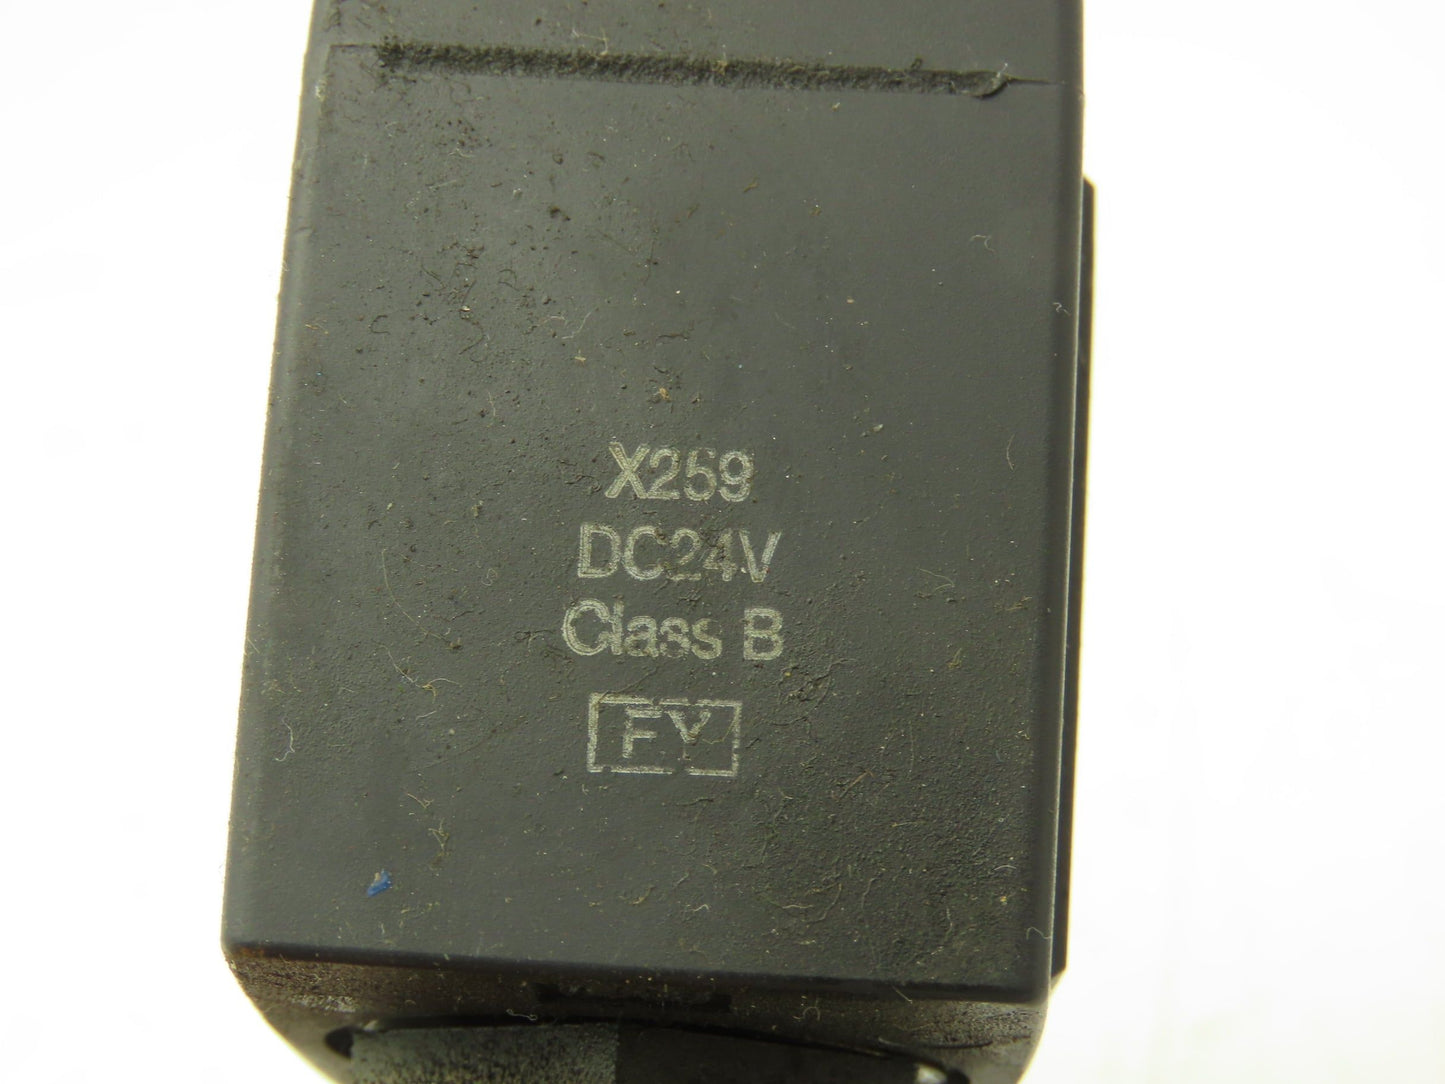 X259
DC24V
Class B
FY